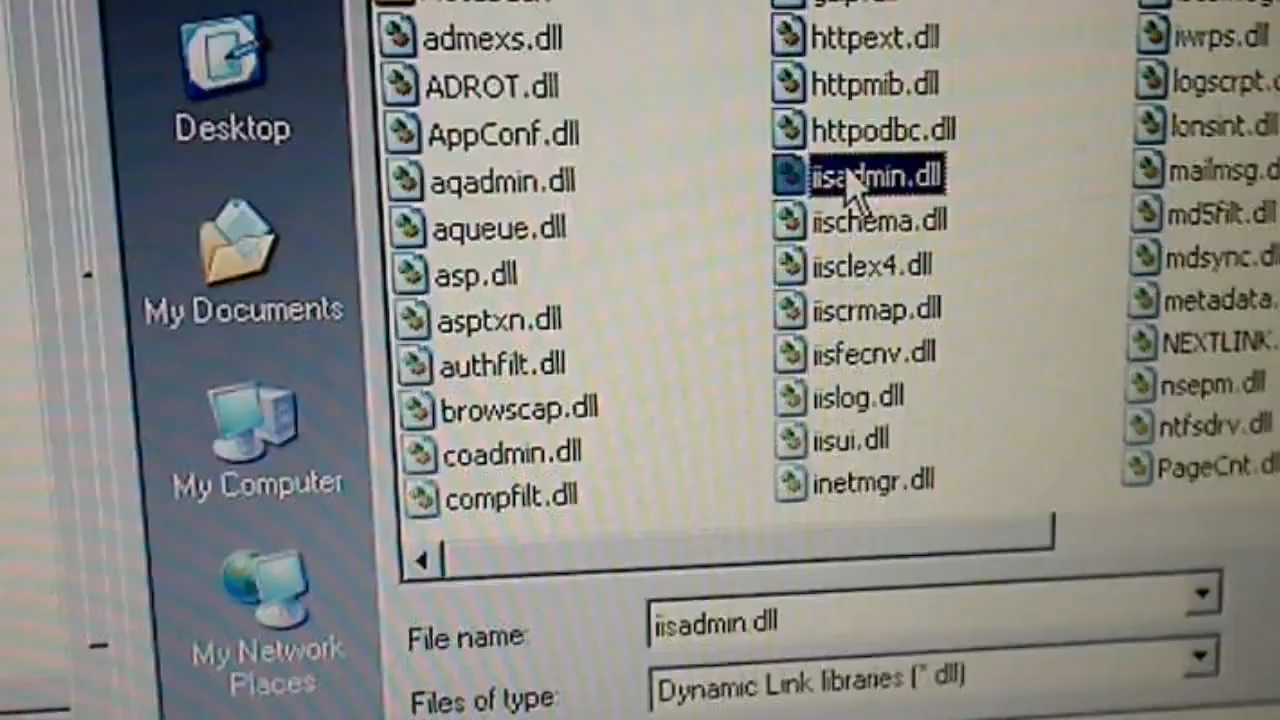 Desktop
My Documents
My Computer
My Network
Places
admexs.dll
ADROT.dll
AppConf.dll
aqadmin.dll
aqueue.dll
asp.dll
asptxn.dll
authfilt.dll
browscap.dll
coadmin.dll
compfilt.dll
httpext.dll
httpmib.dll
httpodbc.dll
iisadmin.dll
iischema.dll
iisclex4.dll
iiscrmap.dll
iisfecnv.dll
iislog.dll
iisui.dll
inetmgr.dll
iwrps.dll
logscrpt.d
lonsint.dll
mailmsg.d
md5filt.dll
mdsync.dll
metadata.
NEXTLINK.
nsepm.dll
ntfsdrv.dll
PageCnt.dll
File name: iisadmin.dll
Files of type: Dynamic Link libraries (*.dll)